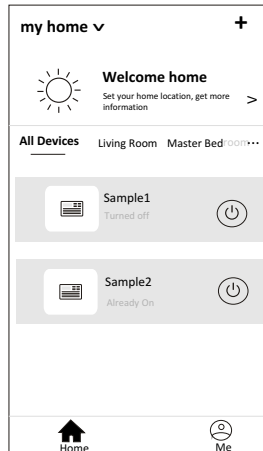 my home
+
Welcome home
Set your home location, get more
information
>
All Devices Living Room Master Bedroom ...
Sample1
Turned off
Sample2
Already On
Home
Me